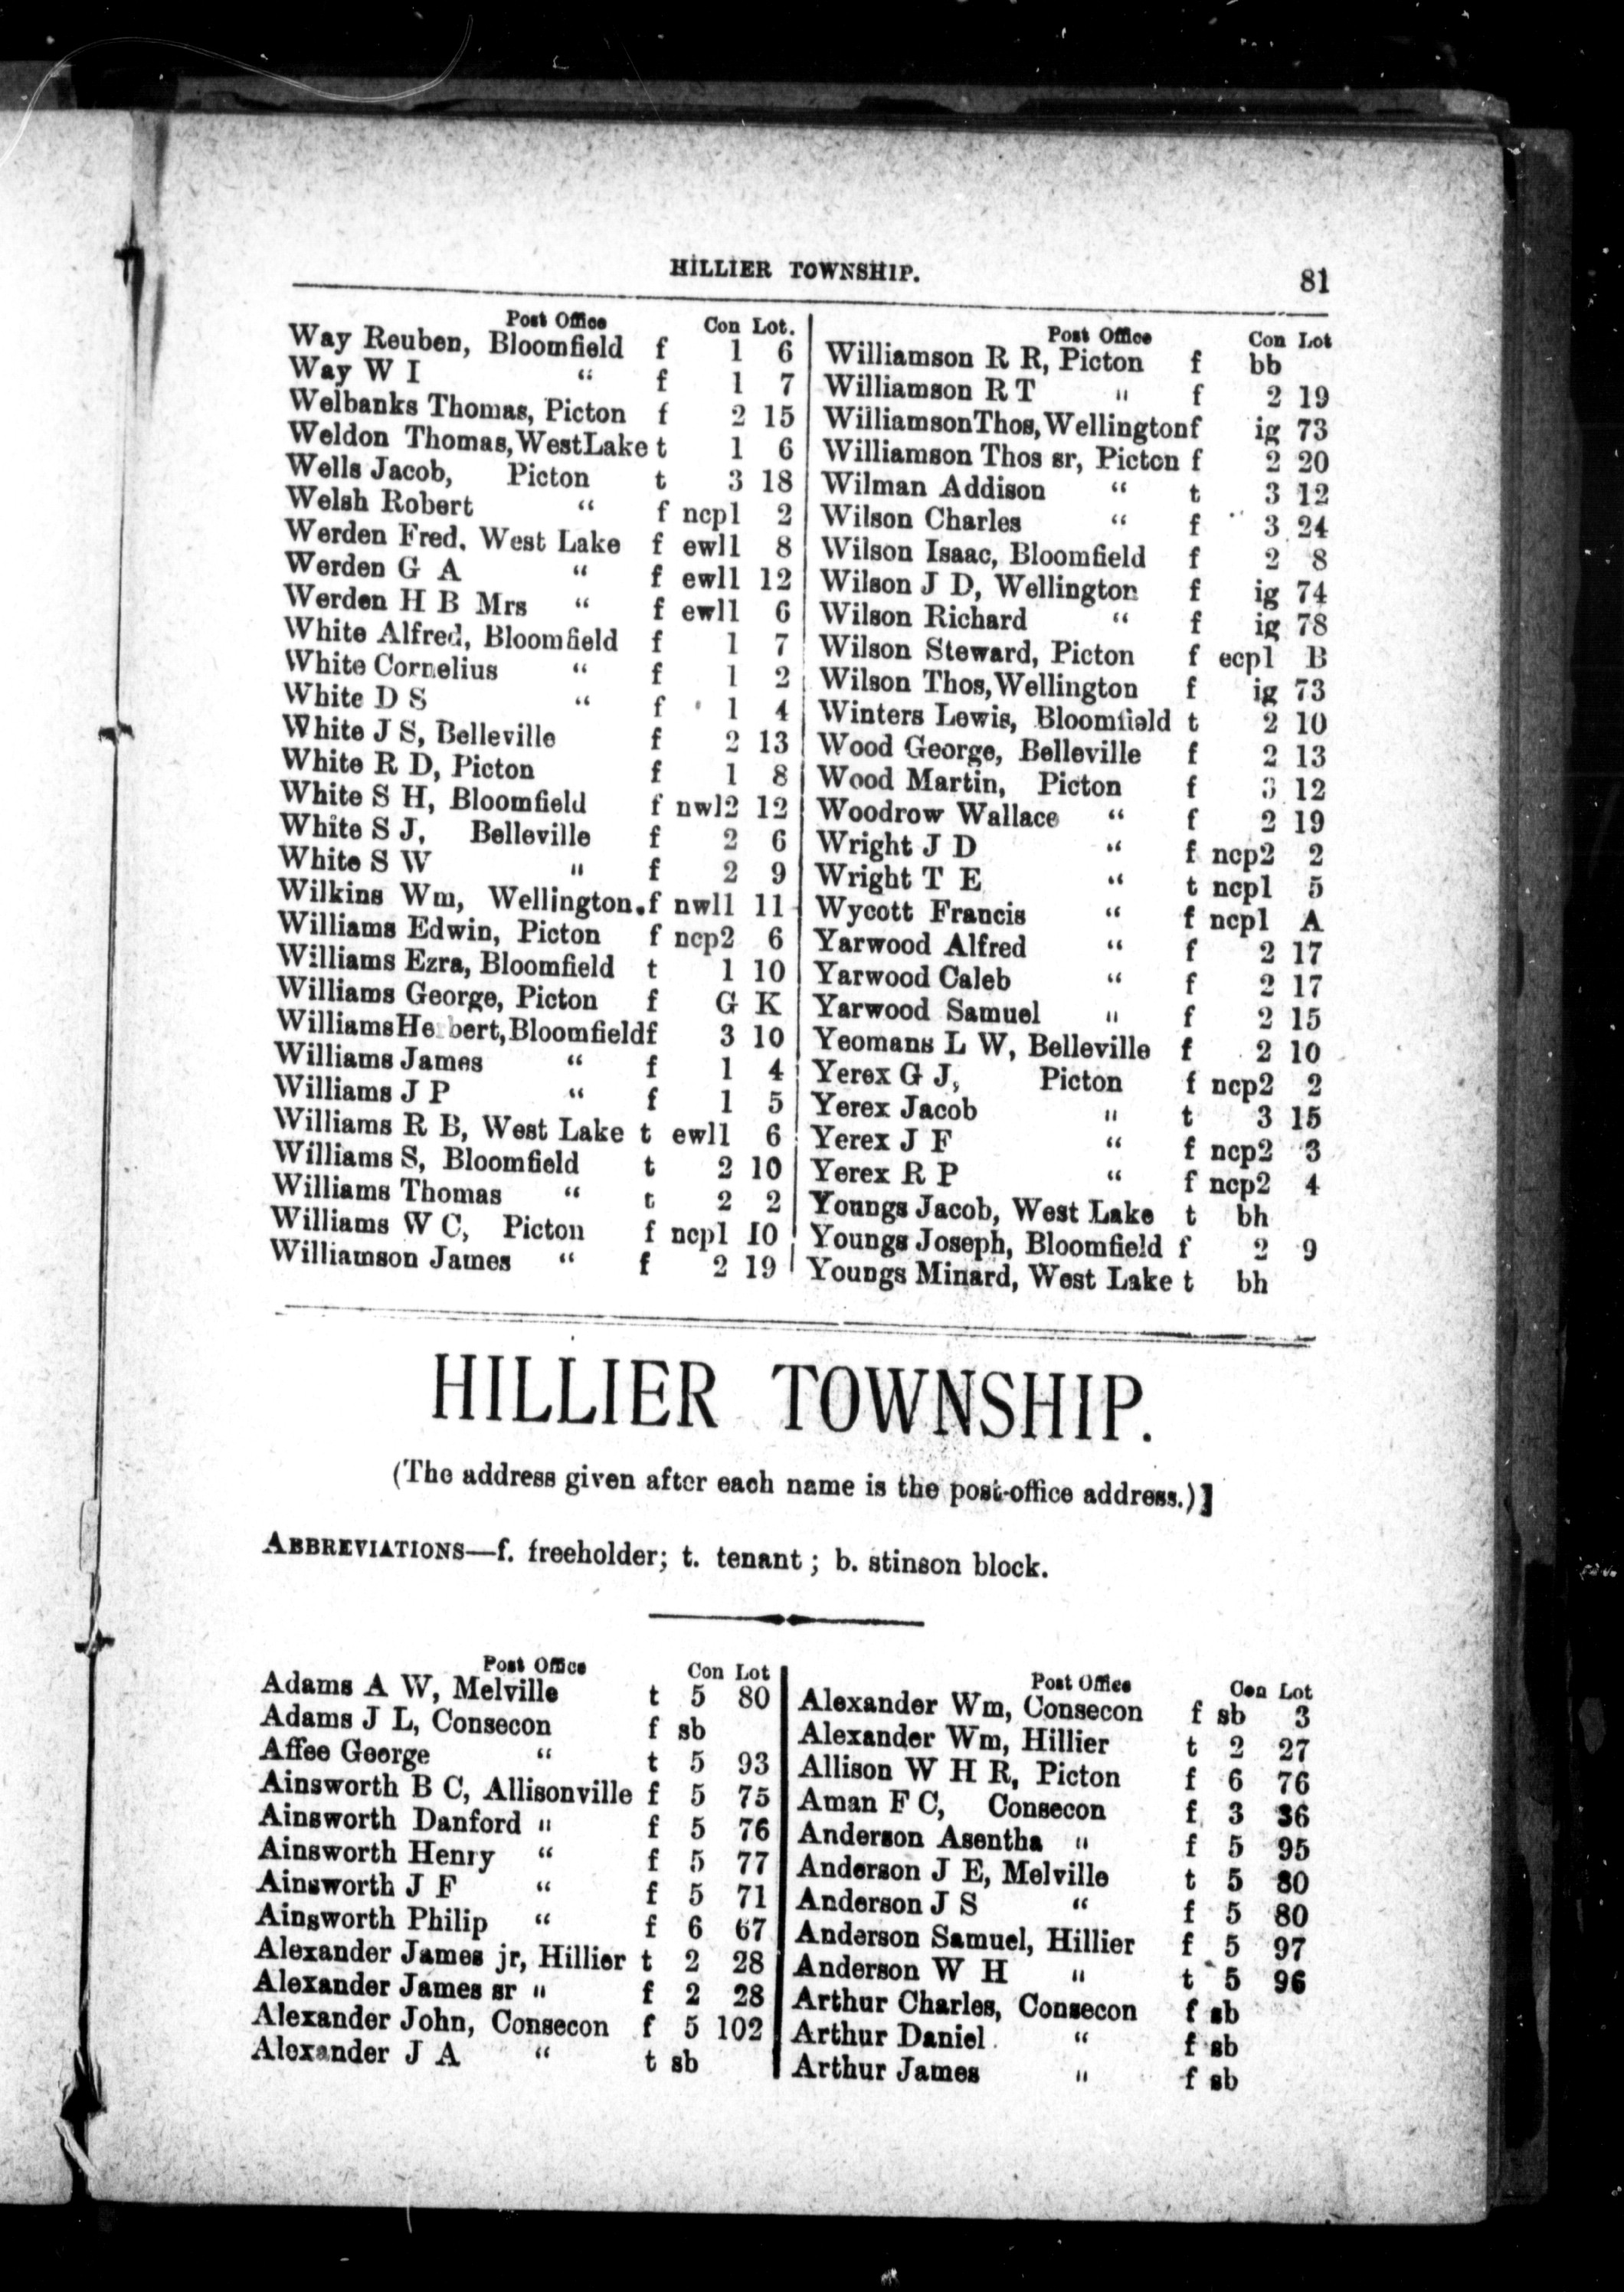 HILLIER TOWNSHIP. 81
Post Office Con Lot.
Way Reuben, Bloomfield f 1 6
Way W I “ f 1 7
Welbanks Thomas, Picton f 2 15
Weldon Thomas, West Lake t 1 6
Wells Jacob, Picton t 3 18
Welsh Robert “ f ncp1 2
Werden Fred. West Lake f ewl1 8
Werden G A “ f ewl1 12
Werden H B Mrs “ f ewl1 6
White Alfred, Bloomfield f 1 7
White Cornelius “ f 1 2
White D S “ f 1 4
White J S, Belleville f 2 13
White R D, Picton f 1 8
White S H, Bloomfield f nwl2 12
White S J, Belleville f 2 6
White S W " f 2 9
Wilkins Wm, Wellington. f nwl1 11
Williams Edwin, Picton f ncp2 6
Williams Ezra, Bloomfield t 1 10
Williams George, Picton f G K
Williams Herbert, Bloomfield f 3 10
Williams James “ f 1 4
Williams J P “ f 1 5
Williams R B, West Lake t ewl1 6
Williams S, Bloomfield t 2 10
Williams Thomas “ t 2 2
Williams W C, Picton f ncp1 10
Williamson James “ f 2 19
Post Office Con Lot
Williamson R R, Picton f bb
Williamson R T " f 2 19
Williamson Thos, Wellington f ig 73
Williamson Thos sr, Picton f 2 20
Wilman Addison “ t 3 12
Wilson Charles “ f 3 24
Wilson Isaac, Bloomfield f 2 8
Wilson J D, Wellington f ig 74
Wilson Richard “ f ig 78
Wilson Steward, Picton f ecp1 B
Wilson Thos, Wellington f ig 73
Winters Lewis, Bloomfield t 2 10
Wood George, Belleville f 2 13
Wood Martin, Picton f 3 12
Woodrow Wallace “ f 2 19
Wright J D “ f ncp2 2
Wright T E “ t ncp1 5
Wycott Francis “ f ncp1 A
Yarwood Alfred “ f 2 17
Yarwood Caleb “ f 2 17
Yarwood Samuel " f 2 15
Yeomans L W, Belleville f 2 10
Yerex G J, Picton f ncp2 2
Yerex Jacob " t 3 15
Yerex J F “ f ncp2 3
Yerex R P “ f ncp2 4
Youngs Jacob, West Lake t bh
Youngs Joseph, Bloomfield f 2 9
Youngs Minard, West Lake t bh
HILLIER TOWNSHIP.
(The address given after each name is the post-office address.)]
ABBREVIATIONS—f. freeholder; t. tenant; b. stinson block.
Post Office Con Lot
Adams A W, Melville t 5 80
Adams J L, Consecon f sb
Affee George “ t 5 93
Ainsworth B C, Allisonville f 5 75
Ainsworth Danford " f 5 76
Ainsworth Henry “ f 5 77
Ainsworth J F “ f 5 71
Ainsworth Philip “ f 6 67
Alexander James jr, Hillier t 2 28
Alexander James sr " f 2 28
Alexander John, Consecon f 5 102
Alexander J A “ t sb
Post Office Con Lot
Alexander Wm, Consecon f sb 3
Alexander Wm, Hillier t 2 27
Allison W H R, Picton f 6 76
Aman F C, Consecon f 3 36
Anderson Asentha " f 5 95
Anderson J E, Melville t 5 80
Anderson J S “ f 5 80
Anderson Samuel, Hillier f 5 97
Anderson W H " t 5 96
Arthur Charles, Consecon f sb
Arthur Daniel “ f sb
Arthur James " f sb